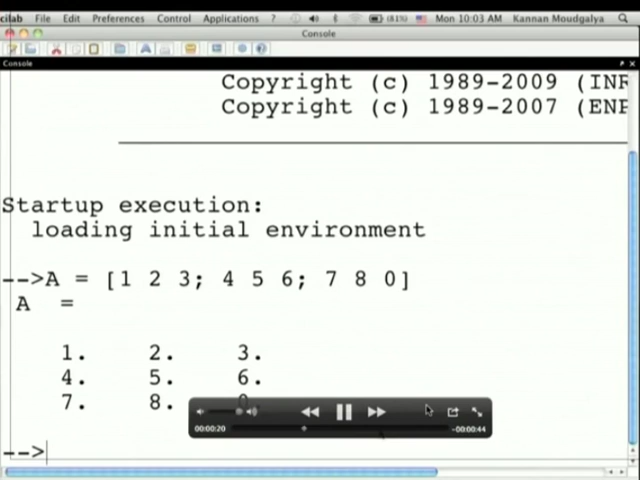 cilab File Edit Preferences Control Applications ? (81%) Mon 10:03 AM Kannan Moudgalya
Console
Console
Copyright (c) 1989-2009 (INR
Copyright (c) 1989-2007 (ENP
Startup execution:
loading initial environment
-->A = [1 2 3; 4 5 6; 7 8 0]
A =
1. 2. 3.
4. 5. 6.
7. 8.
00:00:20 -00:00:44
-->